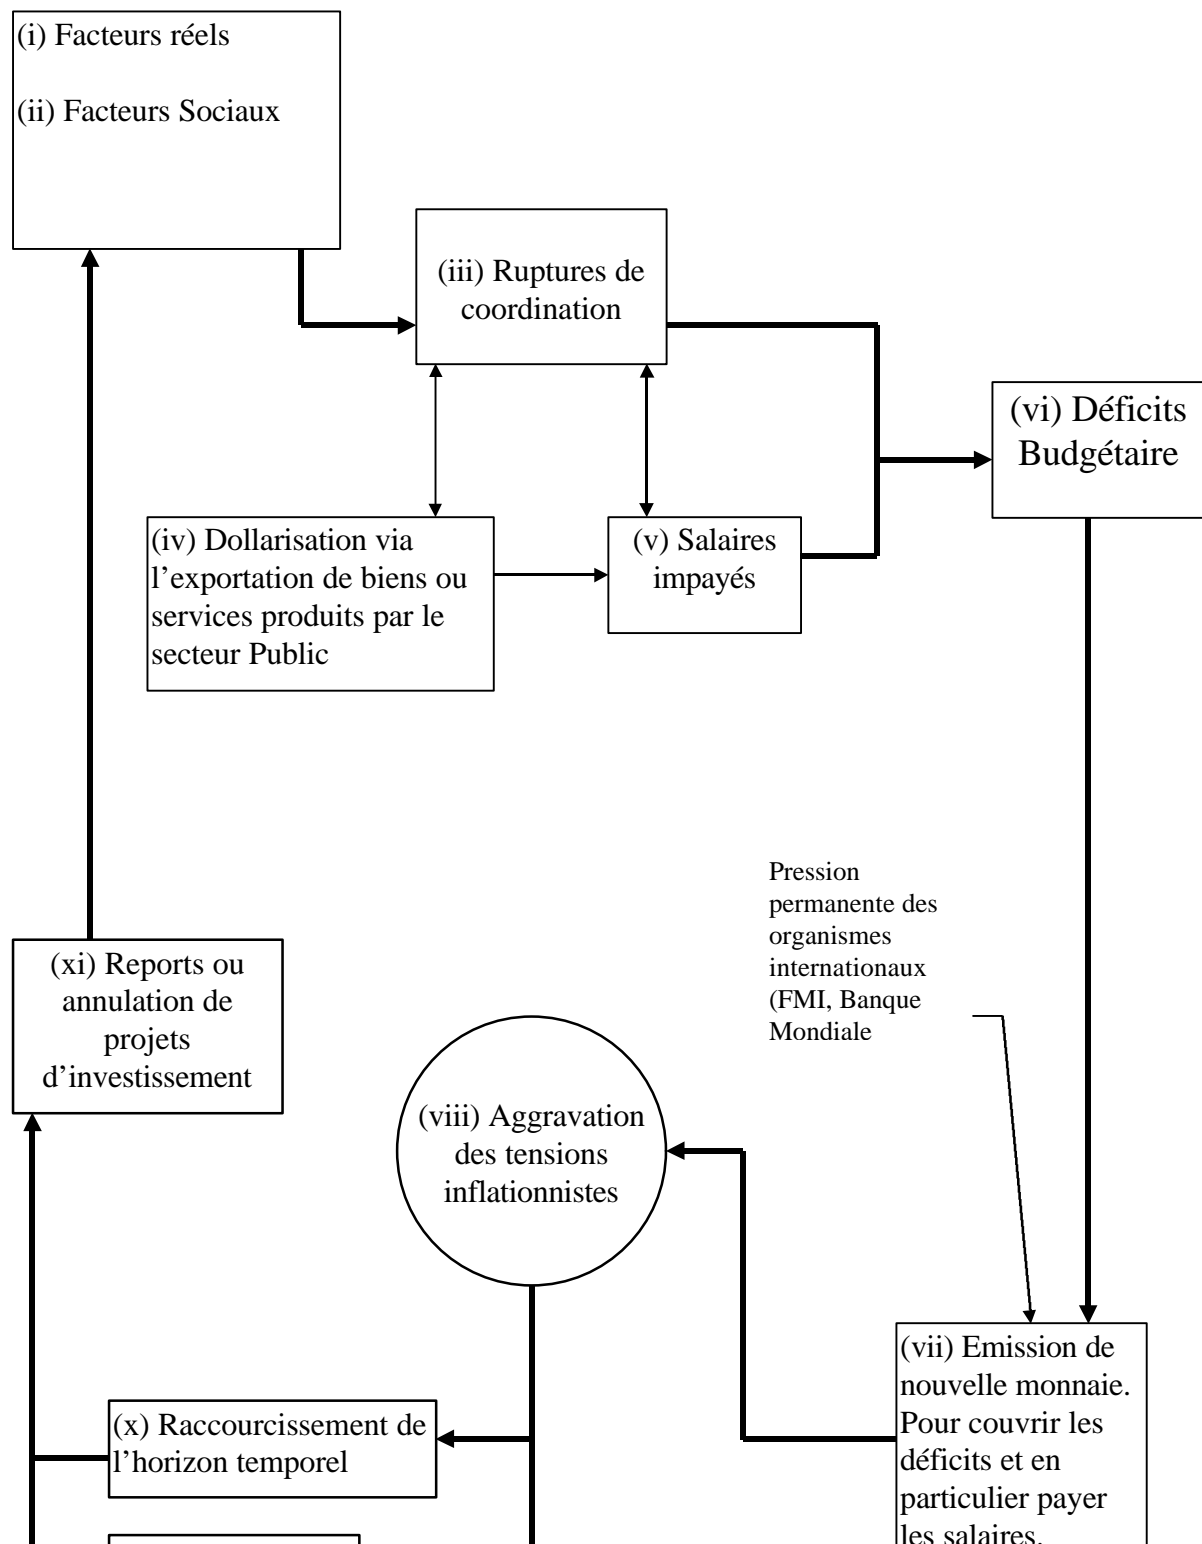 (i) Facteurs réels
(ii) Facteurs Sociaux
(iii) Ruptures de
coordination
(vi) Déficits
Budgétaire
(iv) Dollarisation via
l’exportation de biens ou
services produits par le
secteur Public
(v) Salaires
impayés
Pression
permanente des
organismes
internationaux
(FMI, Banque
Mondiale
(xi) Reports ou
annulation de
projets
d’investissement
(viii) Aggravation
des tensions
inflationnistes
(vii) Emission de
nouvelle monnaie.
Pour couvrir les
déficits et en
particulier payer
les salaires.
(x) Raccourcissement de
l’horizon temporel